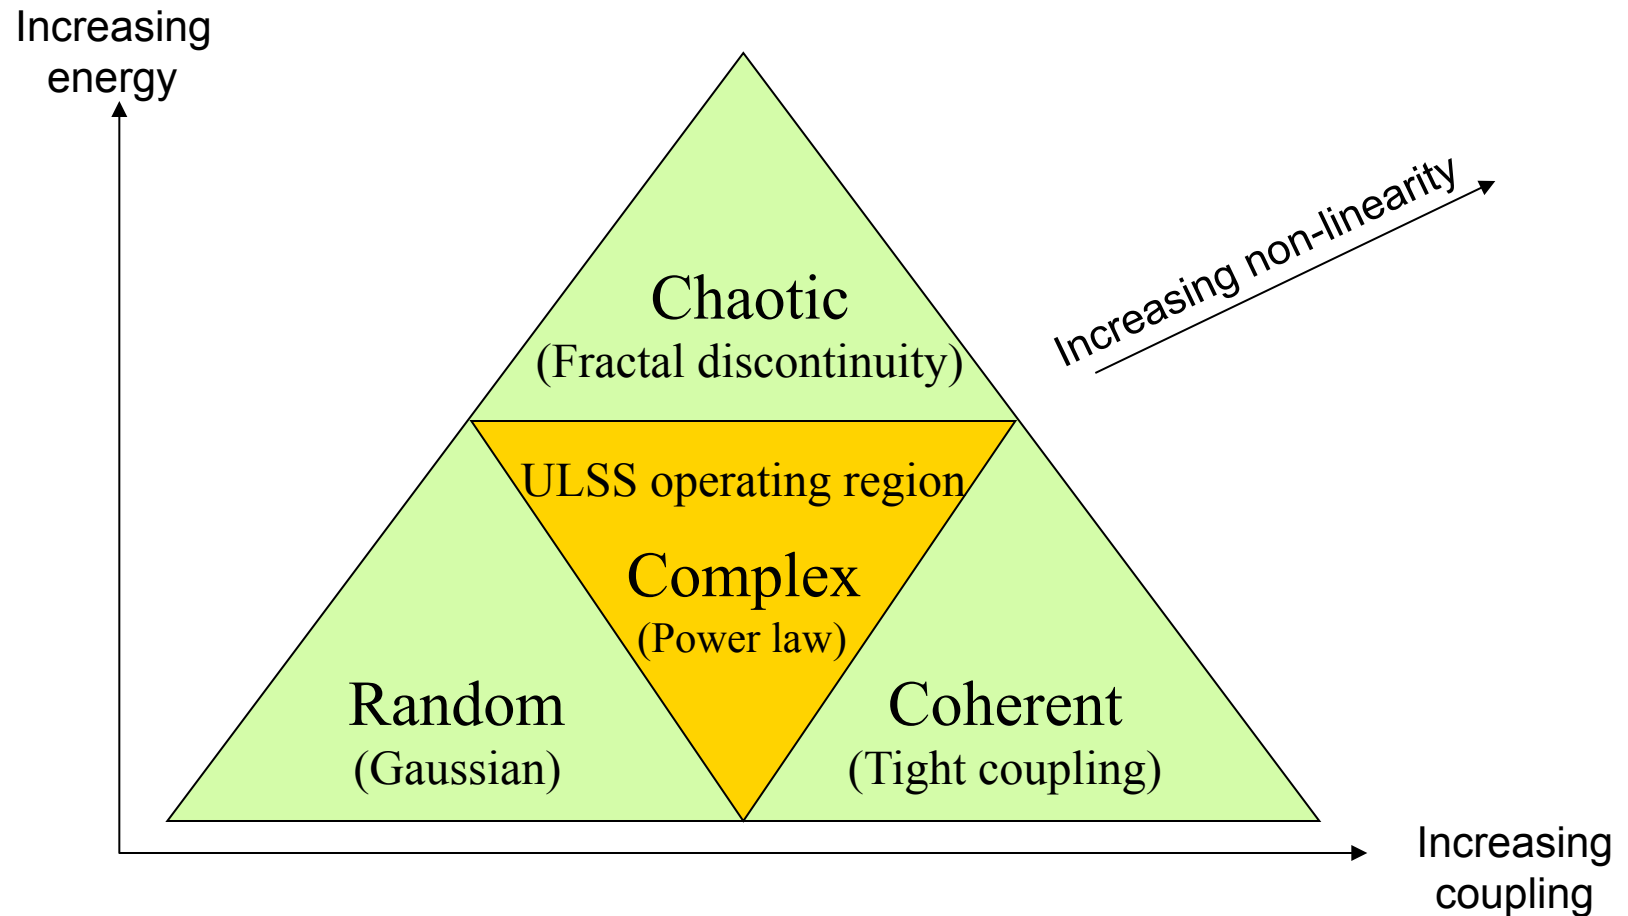 Increasing
energy
Increasing non-linearity
Chaotic
(Fractal discontinuity)
ULSS operating region
Complex
(Power law)
Random
(Gaussian)
Coherent
(Tight coupling)
Increasing
coupling